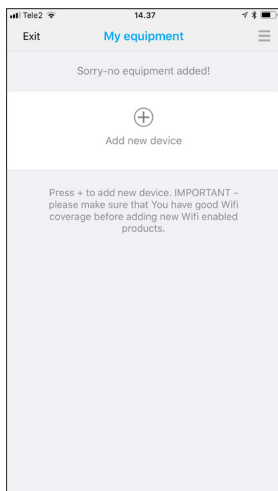 Tele2 14.37
Exit My equipment
Sorry-no equipment added!
Add new device
Press + to add new device. IMPORTANT -
please make sure that You have good Wifi
coverage before adding new Wifi enabled
products.